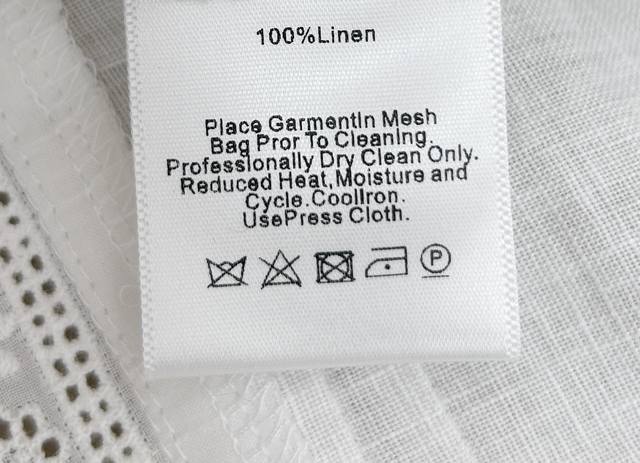 100%Linen
Place GarmentIn Mesh
Bag Pror To Cleaning.
Professionally Dry Clean Only.
Reduced Heat,Moisture and
Cycle.CoolIron.
UsePress Cloth.
P